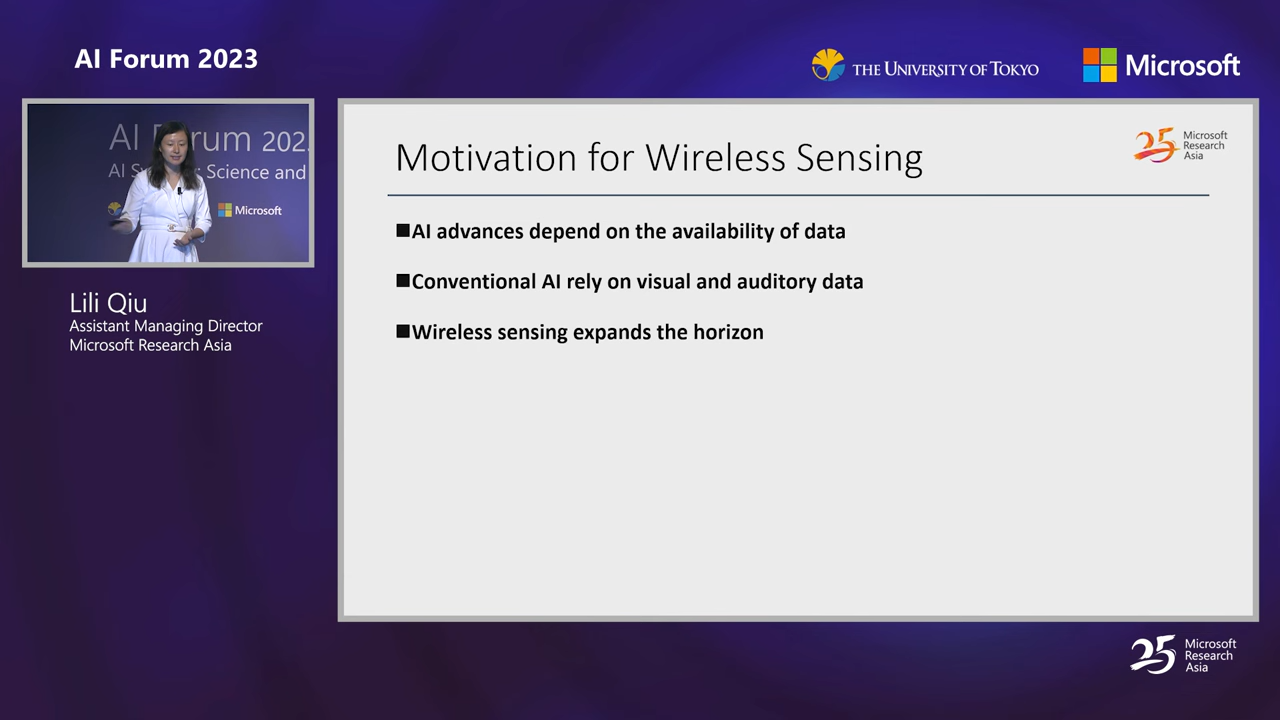 AI Forum 2023
THE UNIVERSITY OF TOKYO
Microsoft
AI Forum 202
AI Sy Science and
Microsoft
Lili Qiu
Assistant Managing Director
Microsoft Research Asia
Motivation for Wireless Sensing
25 Microsoft
Research
Asia
■AI advances depend on the availability of data
■Conventional AI rely on visual and auditory data
■Wireless sensing expands the horizon
25 Microsoft
Research
Asia